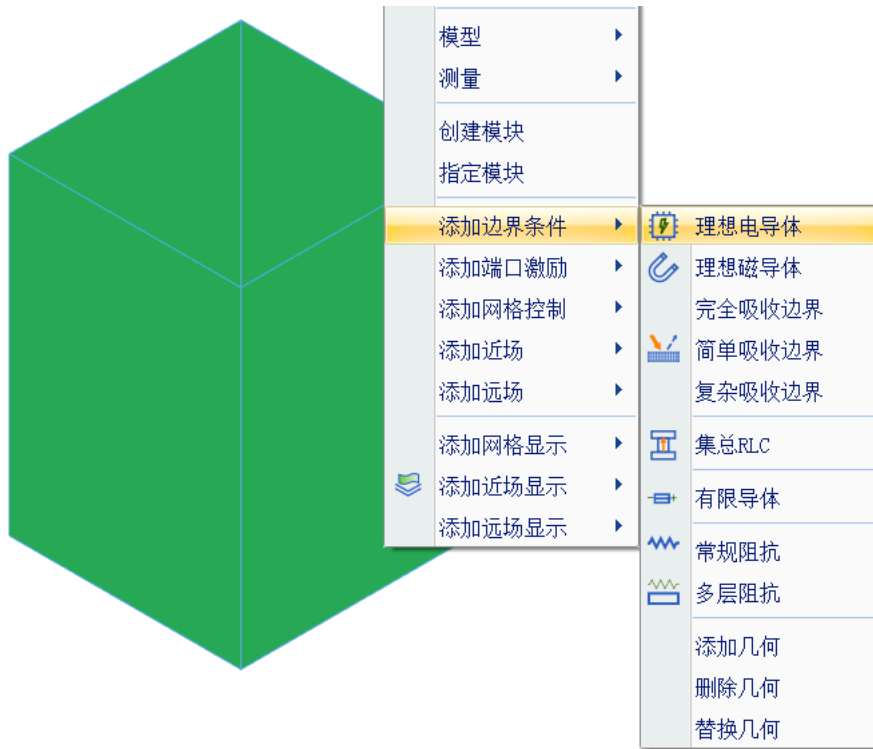 模型
测量
创建模块
指定模块
添加边界条件
添加端口激励
添加网格控制
添加近场
添加远场
添加网格显示
添加近场显示
添加远场显示
理想电导体
理想磁导体
完全吸收边界
简单吸收边界
复杂吸收边界
集总RLC
有限导体
常规阻抗
多层阻抗
添加几何
删除几何
替换几何